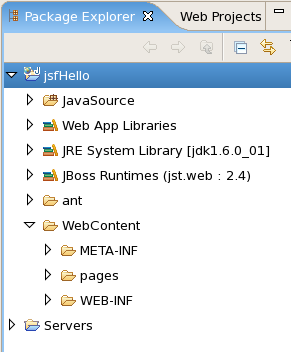 Package Explorer Web Projects
jsfHello
JavaSource
Web App Libraries
JRE System Library [jdk1.6.0_01]
JBoss Runtimes (jst.web : 2.4)
ant
WebContent
META-INF
pages
WEB-INF
Servers